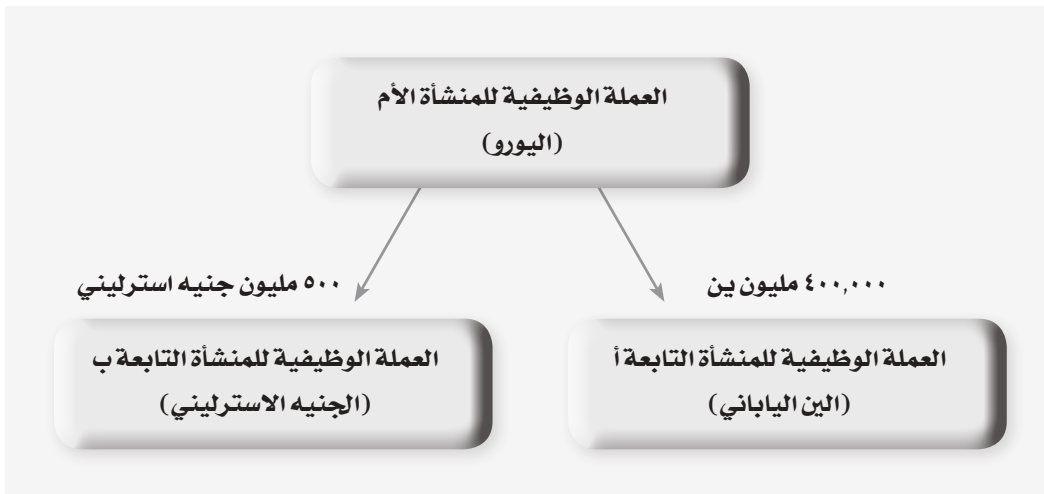 العملة الوظيفية للمنشأة الأم
(اليورو)
٤٠٠,٠٠٠ مليون ين
٥٠٠ مليون جنيه استرليني
العملة الوظيفية للمنشأة التابعة أ
(الين الياباني)
العملة الوظيفية للمنشأة التابعة ب
(الجنيه الاسترليني)